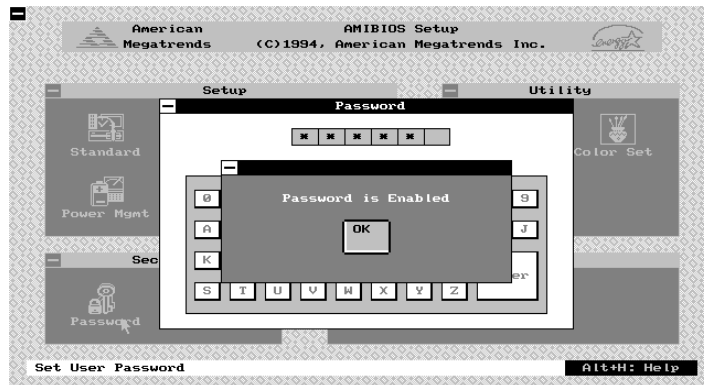 American Megatrends
AMIBIOS Setup
(C)1994, American Megatrends Inc.
energy
Setup
Utility
Password
* * * * *
Standard
Color Set
Power Mgmt
Password is Enabled
OK
0 9
A J
K
S T U V W X Y Z
Sec
Password
Set User Password
Alt+H: Help